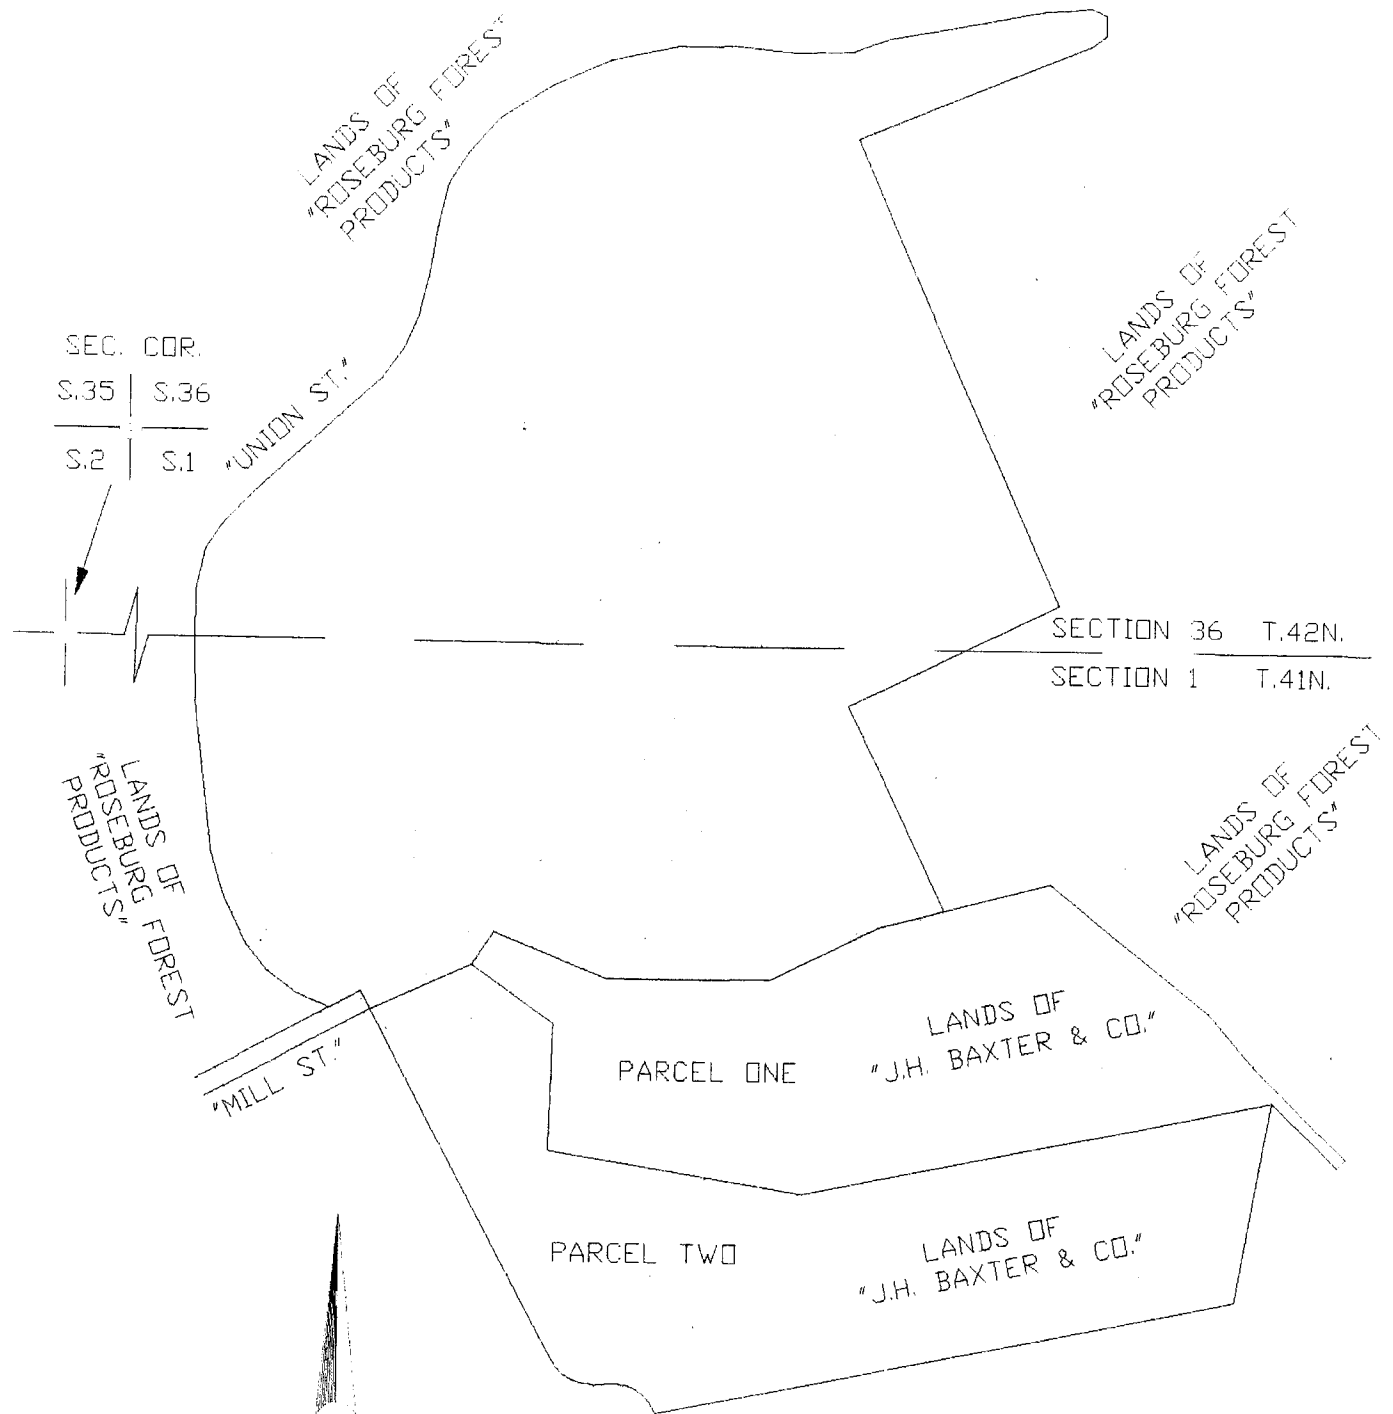 LANDS OF
"ROSEBURG FOREST
PRODUCTS"
LANDS OF
"ROSEBURG FOREST
PRODUCTS"
SEC. COR.
S.35 S.36
S.2 S.1
"UNION ST."
SECTION 36 T.42N.
SECTION 1 T.41N.
LANDS OF
"ROSEBURG FOREST
PRODUCTS"
LANDS OF
"ROSEBURG FOREST
PRODUCTS"
"MILL ST."
PARCEL ONE
LANDS OF
"J.H. BAXTER & CO."
PARCEL TWO
LANDS OF
"J.H. BAXTER & CO."